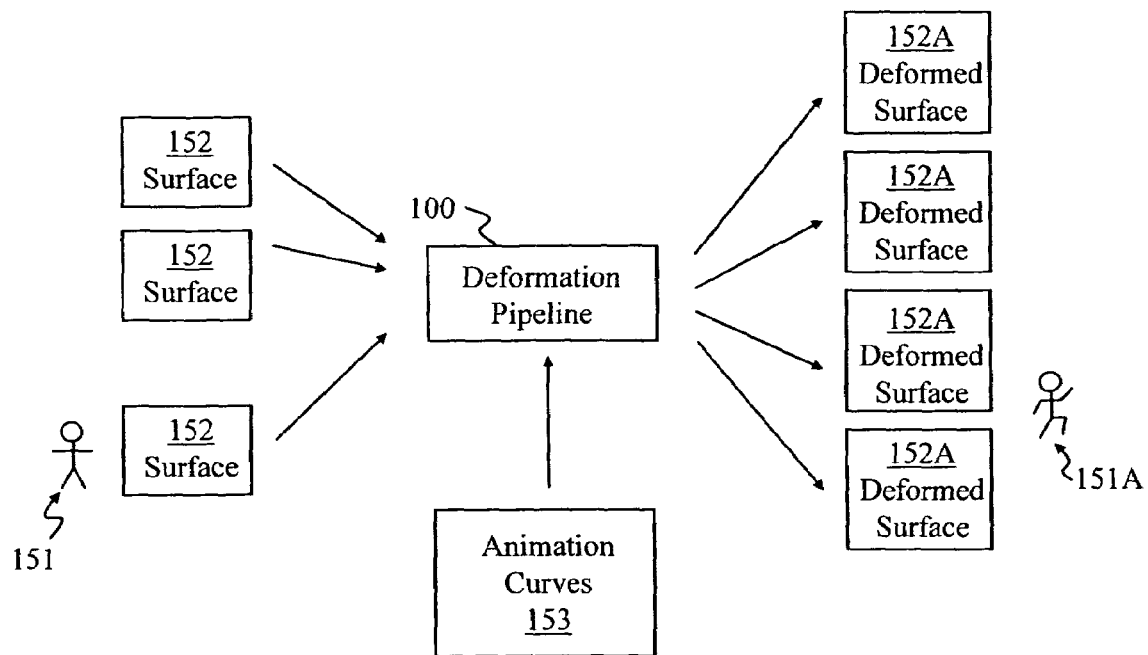 152
Surface
152
Surface
152
Surface
151
100
Deformation
Pipeline
Animation
Curves
153
152A
Deformed
Surface
152A
Deformed
Surface
152A
Deformed
Surface
152A
Deformed
Surface
151A